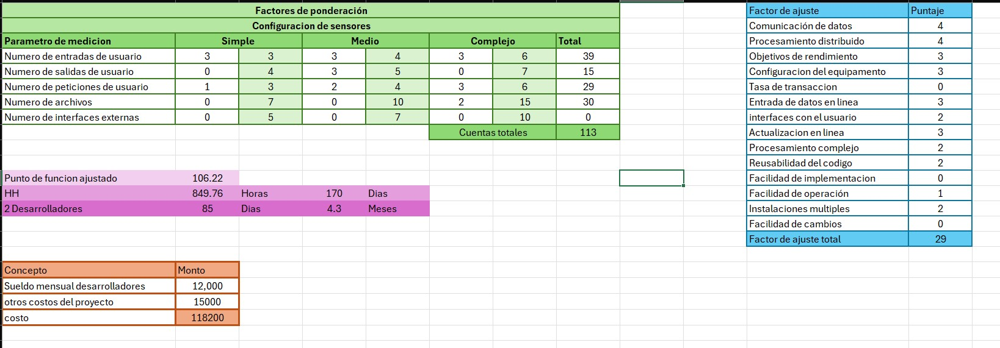 Factores de ponderación
Configuracion de sensores
Parametro de medicion Simple Medio Complejo Total
Numero de entradas de usuario 3 3 3 4 3 6 39
Numero de salidas de usuario 0 4 3 5 0 7 15
Numero de peticiones de usuario 1 3 2 4 3 6 29
Numero de archivos 0 7 0 10 2 15 30
Numero de interfaces externas 0 5 0 7 0 10 0
Cuentas totales 113
Punto de funcion ajustado 106.22
HH 849.76 Horas 170 Dias
2 Desarrolladores 85 Dias 4.3 Meses
Concepto Monto
Sueldo mensual desarrolladores 12,000
otros costos del proyecto 15000
costo 118200
Factor de ajuste Puntaje
Comunicación de datos 4
Procesamiento distribuido 4
Objetivos de rendimiento 3
Configuracion del equipamento 3
Tasa de transaccion 0
Entrada de datos en linea 3
interfaces con el usuario 2
Actualizacion en linea 3
Procesamiento complejo 2
Reusabilidad del codigo 2
Facilidad de implementacion 0
Facilidad de operación 1
Instalaciones multiples 2
Facilidad de cambios 0
Factor de ajuste total 29